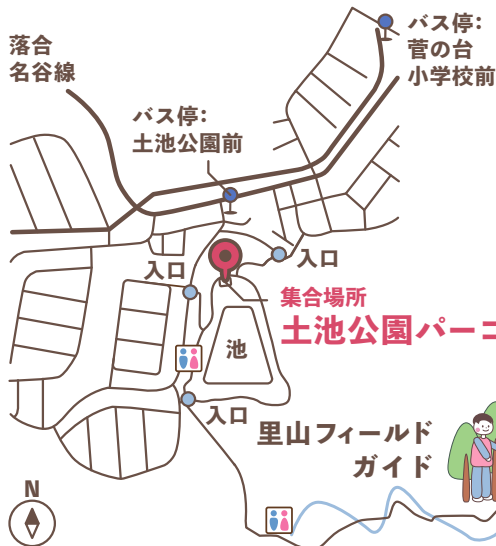 バス停:
菅の台
小学校前
落合
名谷線
バス停:
土池公園前
入口
入口
集合場所
土池公園パーゴ
池
入口
里山フィールド
ガイド
N